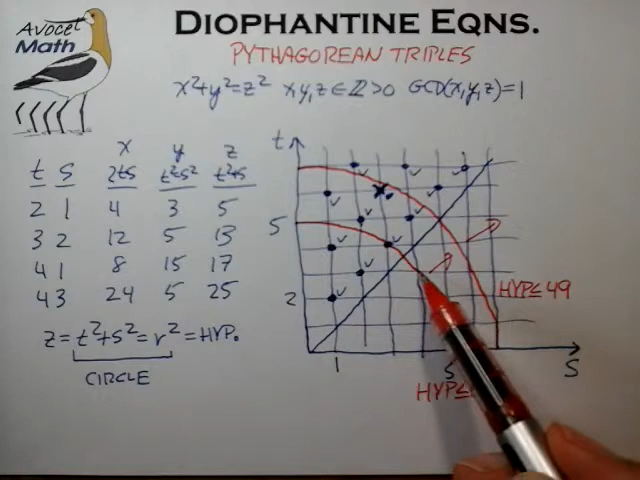 Avocet
Math
DIOPHANTINE EQNS.
PYTHAGOREAN TRIPLES
x²+y²=z² x,y,z ∈ ℤ>0 GCD(x,y,z)=1
x y z
t s 2ts t²-s² t²+s²
2 1 4 3 5
3 2 12 5 13
4 1 8 15 17
4 3 24 5 25
z = t²+s² = r² = HYP.
CIRCLE
t
5
2
1 5 S
HYP≤49
HYP≤